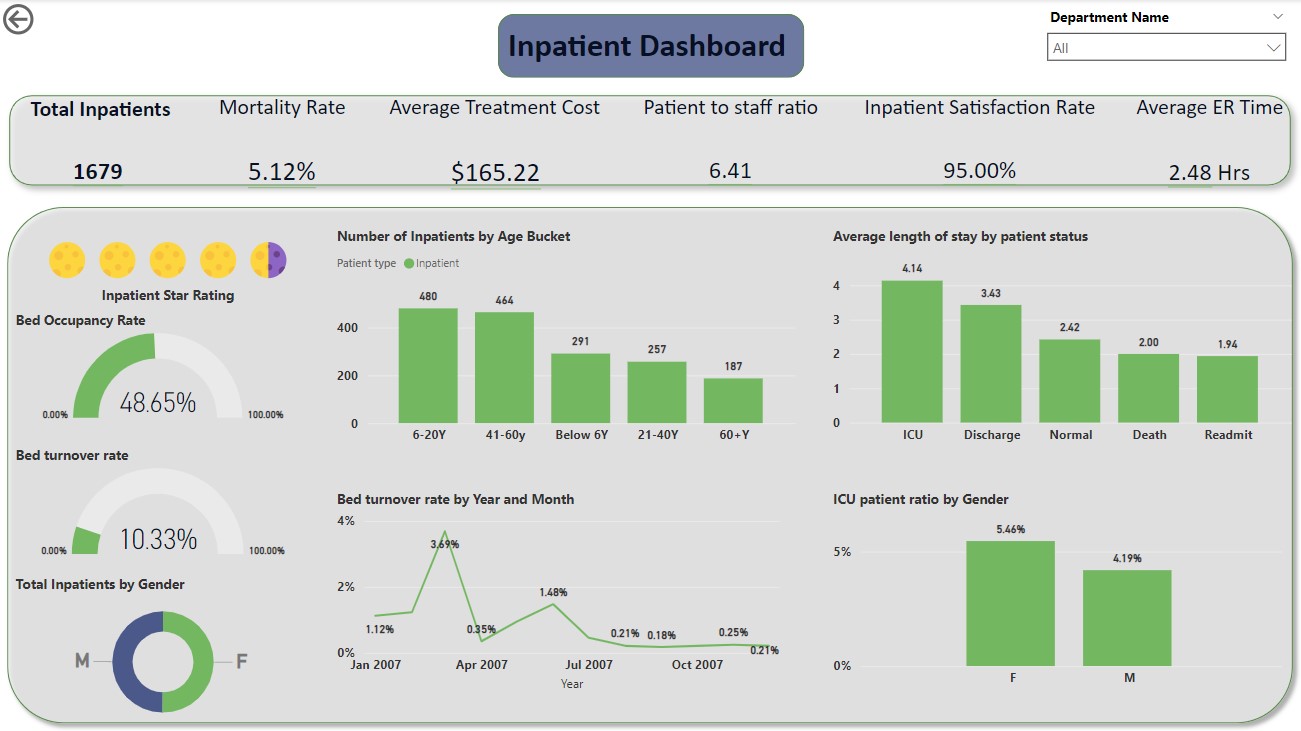 Inpatient Dashboard
Department Name
All
Total Inpatients
1679
Mortality Rate
5.12%
Average Treatment Cost
$165.22
Patient to staff ratio
6.41
Inpatient Satisfaction Rate
95.00%
Average ER Time
2.48 Hrs
Inpatient Star Rating
Bed Occupancy Rate
48.65%
0.00%
100.00%
Bed turnover rate
10.33%
0.00%
100.00%
Total Inpatients by Gender
M
F
Number of Inpatients by Age Bucket
Patient type Inpatient
480
464
291
257
187
400
200
0
6-20Y
41-60y
Below 6Y
21-40Y
60+Y
Bed turnover rate by Year and Month
4%
2%
0%
1.12%
3.69%
0.35%
1.48%
0.21%
0.18%
0.25%
0.21%
Jan 2007
Apr 2007
Jul 2007
Oct 2007
Year
Average length of stay by patient status
4.14
3.43
2.42
2.00
1.94
4
3
2
1
0
ICU
Discharge
Normal
Death
Readmit
ICU patient ratio by Gender
5.46%
4.19%
5%
0%
F
M